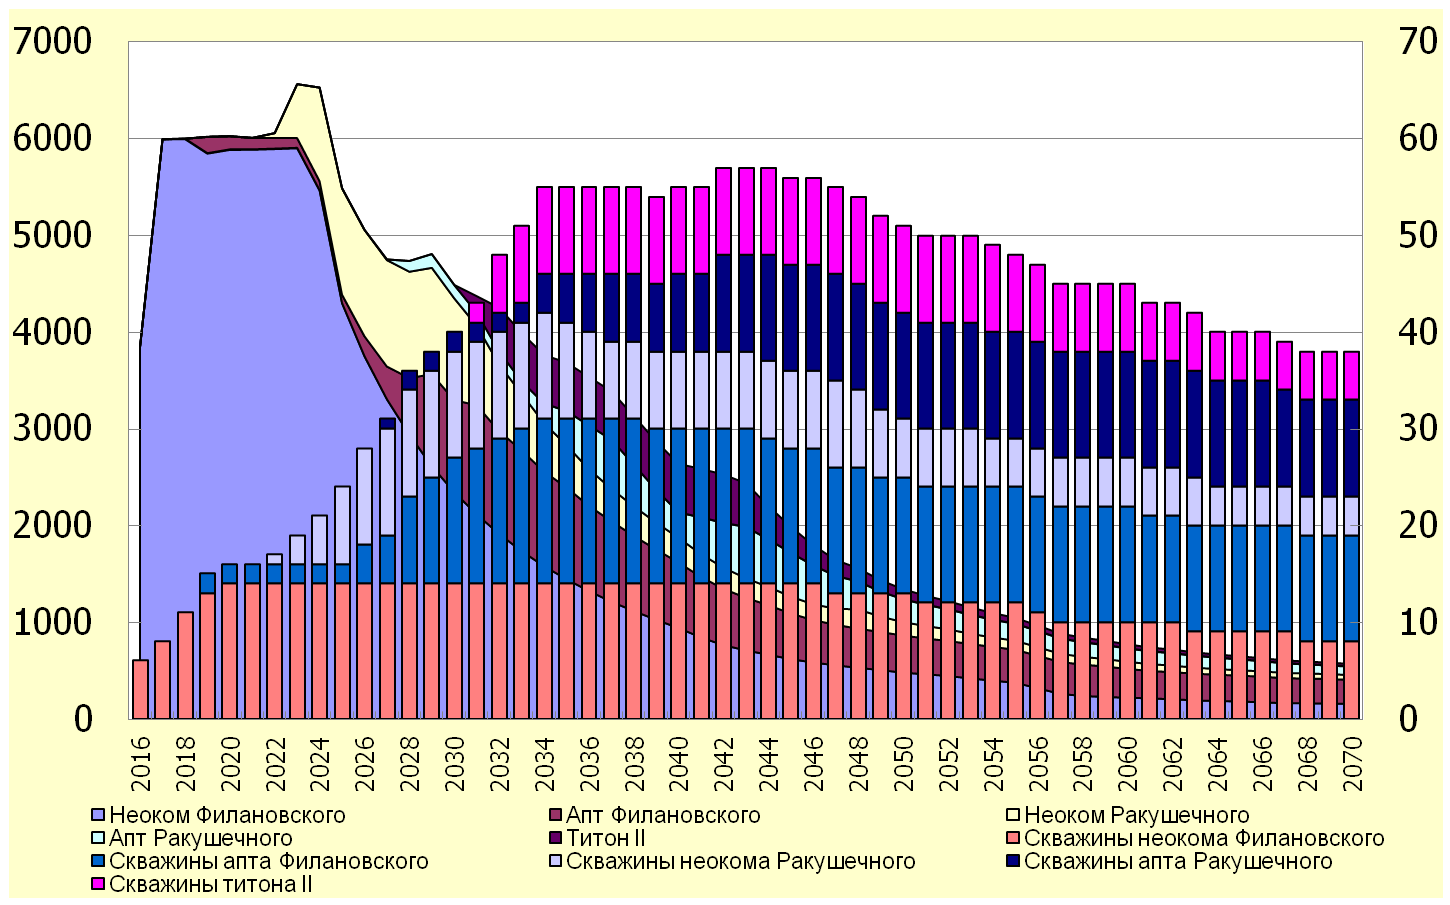 7000 70
6000 60
5000 50
4000 40
3000 30
2000 20
1000 10
0 0
2016 2018 2020 2022 2024 2026 2028 2030 2032 2034 2036 2038 2040 2042 2044 2046 2048 2050 2052 2054 2056 2058 2060 2062 2064 2066 2068 2070
Неоком Филановского Апт Филановского Неоком Ракушечного
Апт Ракушечного Титон II Скважины неокома Филановского
Скважины апта Филановского Скважины неокома Ракушечного Скважины апта Ракушечного
Скважины титона II